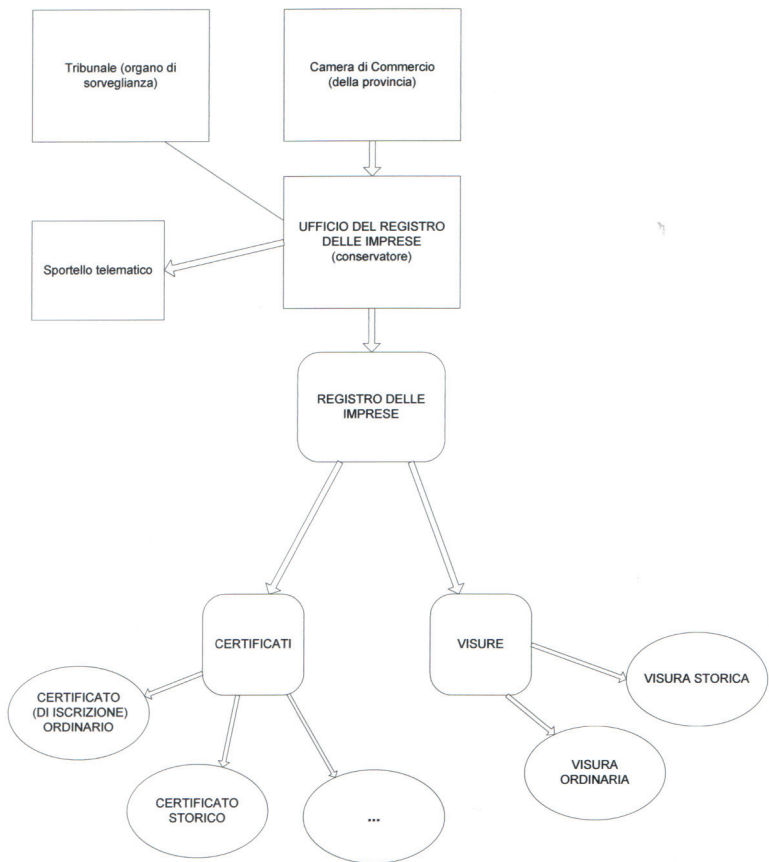 Tribunale (organo di
sorveglianza)
Camera di Commercio
(della provincia)
UFFICIO DEL REGISTRO
DELLE IMPRESE
(conservatore)
Sportello telematico
REGISTRO DELLE
IMPRESE
CERTIFICATI
VISURE
CERTIFICATO
(DI ISCRIZIONE)
ORDINARIO
VISURA STORICA
CERTIFICATO
STORICO
...
VISURA
ORDINARIA